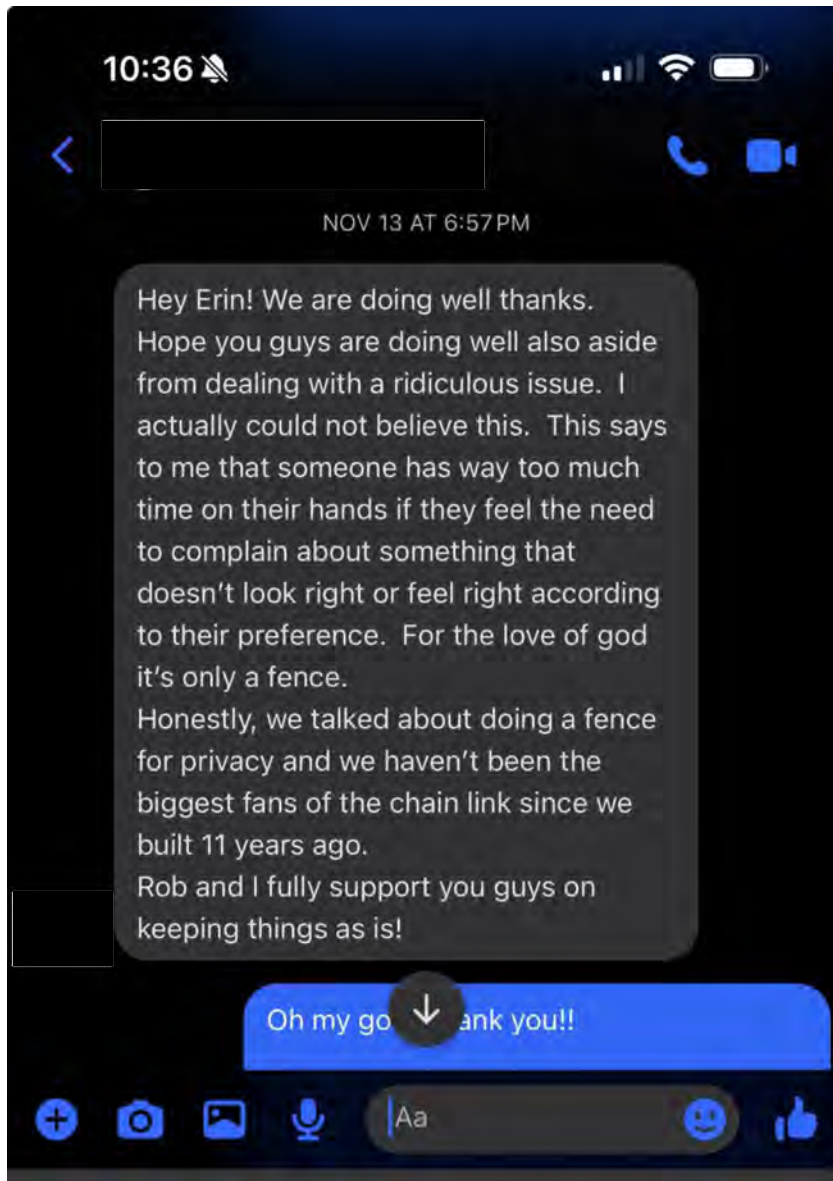 10:36
NOV 13 AT 6:57 PM
Hey Erin! We are doing well thanks.
Hope you guys are doing well also aside
from dealing with a ridiculous issue.  I
actually could not believe this.  This says
to me that someone has way too much
time on their hands if they feel the need
to complain about something that
doesn't look right or feel right according
to their preference.  For the love of god
it's only a fence.
Honestly, we talked about doing a fence
for privacy and we haven't been the
biggest fans of the chain link since we
built 11 years ago.
Rob and I fully support you guys on
keeping things as is!
Oh my go ank you!!
Aa